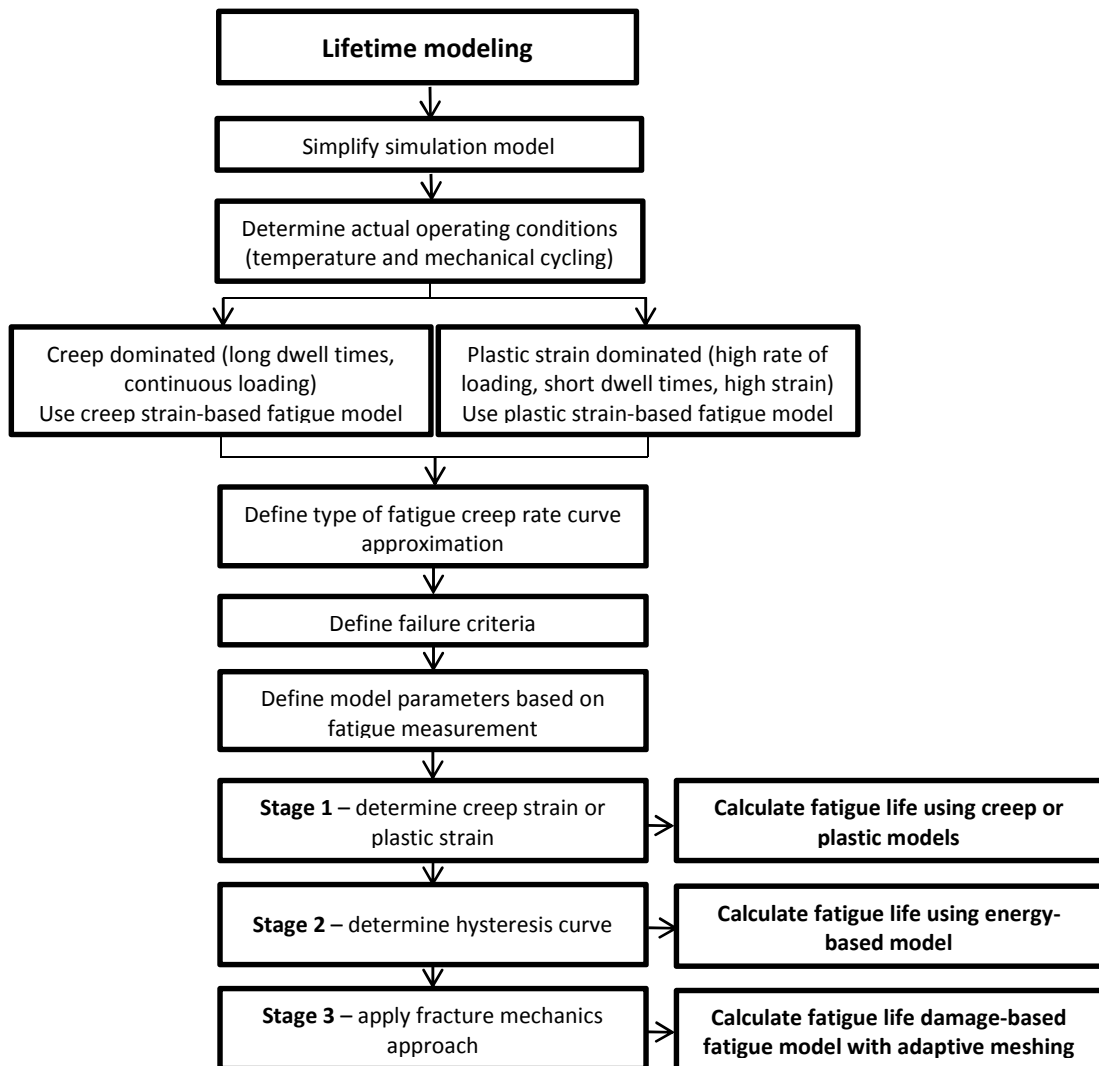 Lifetime modeling
Simplify simulation model
Determine actual operating conditions
(temperature and mechanical cycling)
Creep dominated (long dwell times,
continuous loading)
Use creep strain-based fatigue model
Plastic strain dominated (high rate of
loading, short dwell times, high strain)
Use plastic strain-based fatigue model
Define type of fatigue creep rate curve
approximation
Define failure criteria
Define model parameters based on
fatigue measurement
Stage 1 – determine creep strain or
plastic strain
Calculate fatigue life using creep or
plastic models
Stage 2 – determine hysteresis curve
Calculate fatigue life using energy-
based model
Stage 3 – apply fracture mechanics
approach
Calculate fatigue life damage-based
fatigue model with adaptive meshing